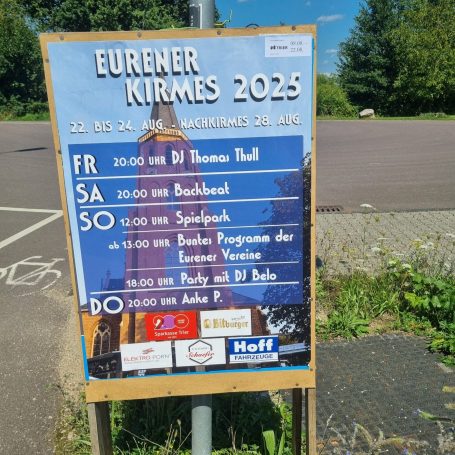 EURENER
KIRMES 2025
22. BIS 24. AUG. - NACHKIRMES 28. AUG.
FR 20:00 UHR DJ Thomas Thull
SA ab 20:00 UHR Backbeat
SO 12:00 UHR Spielpark
ab 13:00 UHR Buntes Programm der
Eurener Vereine
18:00 UHR Party mit DJ Belo
DO 20:00 UHR Anke P.
Sparkasse Trier
Bitburger
ELEKTRO PORN
Schaefer
Hoff
FAHRZEUGE